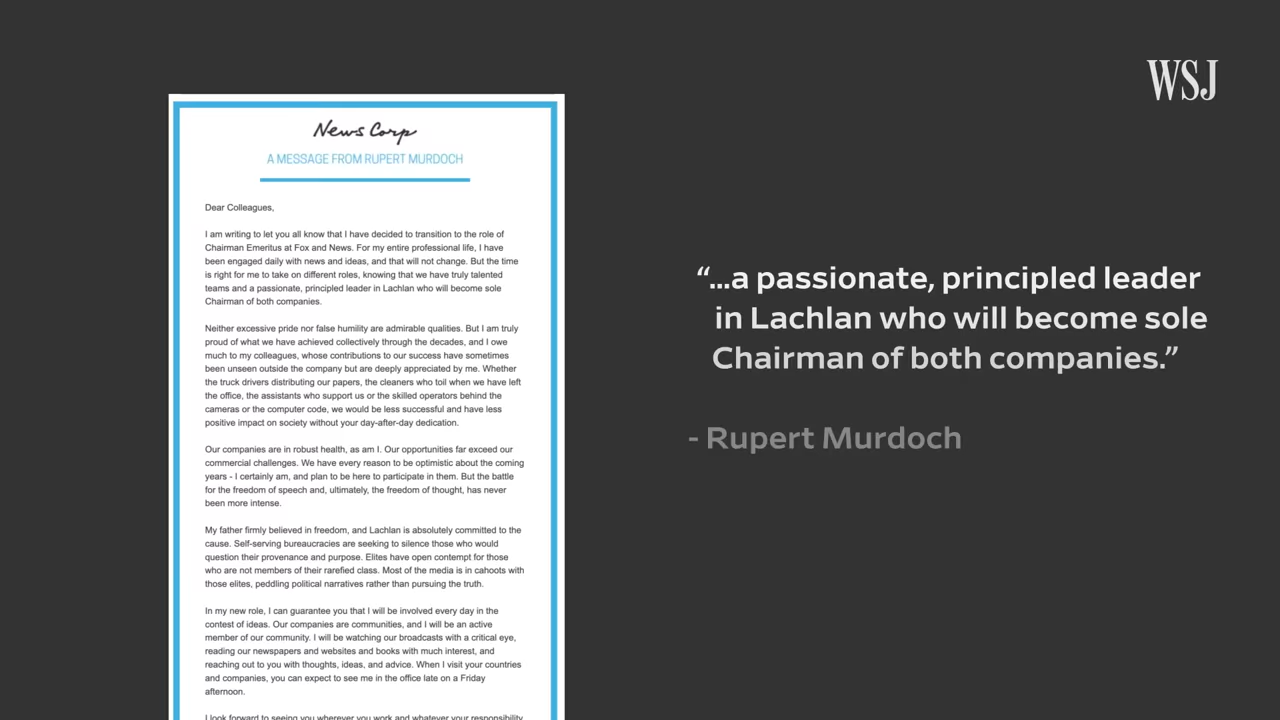 WSJ
News Corp
A MESSAGE FROM RUPERT MURDOCH
Dear Colleagues,
I am writing to let you all know that I have decided to transition to the role of
Chairman Emeritus at Fox and News. For my entire professional life, I have
been engaged daily with news and ideas, and that will not change. But the time
is right for me to take on different roles, knowing that we have truly talented
teams and a passionate, principled leader in Lachlan who will become sole
Chairman of both companies.
Neither excessive pride nor false humility are admirable qualities. But I am truly
proud of what we have achieved collectively through the decades, and I owe
much to my colleagues, whose contributions to our success have sometimes
been unseen outside the company but are deeply appreciated by me. Whether
the truck drivers distributing our papers, the cleaners who toil when we have left
the office, the assistants who support us or the skilled operators behind the
cameras or the computer code, we would be less successful and have less
positive impact on society without your day-after-day dedication.
Our companies are in robust health, as am I. Our opportunities far exceed our
commercial challenges. We have every reason to be optimistic about the coming
years - I certainly am, and plan to be here to participate in them. But the battle
for the freedom of speech and, ultimately, the freedom of thought, has never
been more intense.
My father firmly believed in freedom, and Lachlan is absolutely committed to the
cause. Self-serving bureaucracies are seeking to silence those who would
question their provenance and purpose. Elites have open contempt for those
who are not members of their rarefied class. Most of the media is in cahoots with
those elites, peddling political narratives rather than pursuing the truth.
In my new role, I can guarantee you that I will be involved every day in the
contest of ideas. Our companies are communities, and I will be an active
member of our community. I will be watching our broadcasts with a critical eye,
reading our newspapers and websites and books with much interest, and
reaching out to you with thoughts, ideas, and advice. When I visit your countries
and companies, you can expect to see me in the office late on a Friday
afternoon.
I look forward to seeing you wherever you work and whatever your responsibility.
“...a passionate, principled leader
in Lachlan who will become sole
Chairman of both companies.”
- Rupert Murdoch